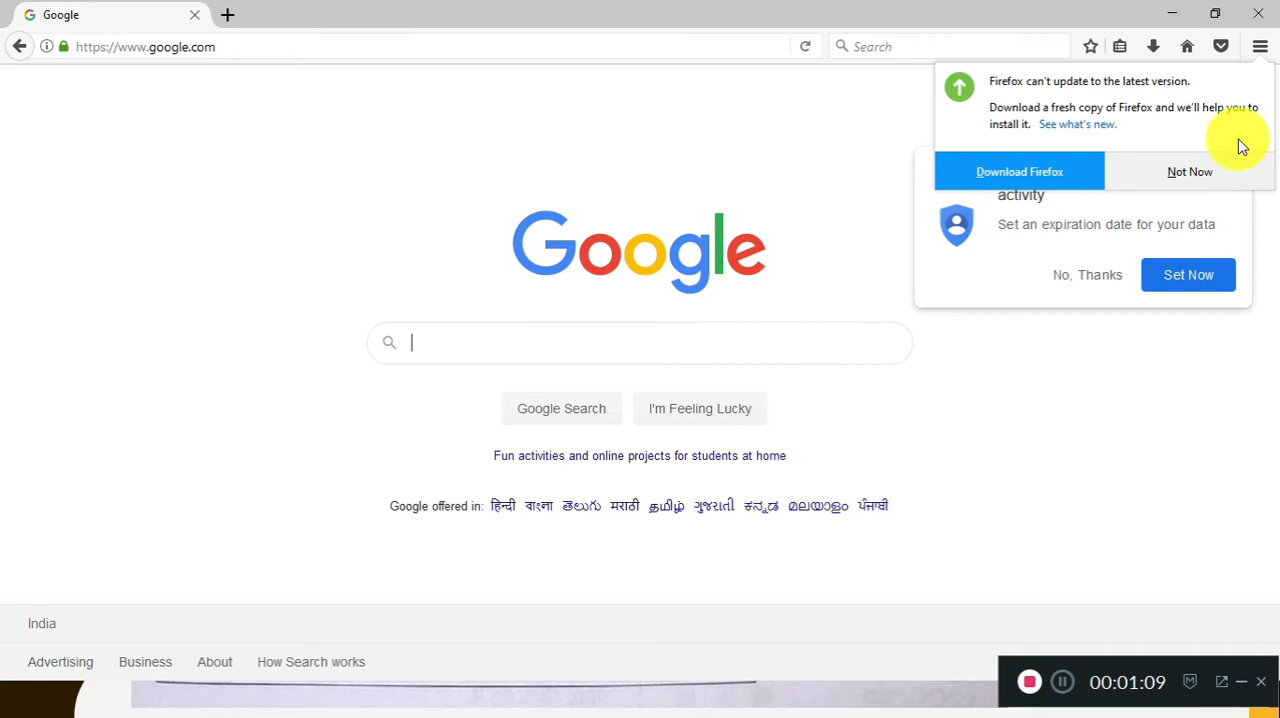 Google
https://www.google.com
Search
Firefox can't update to the latest version.
Download a fresh copy of Firefox and we'll help you to
install it. See what's new.
Download Firefox
Not Now
activity
Set an expiration date for your data
No, Thanks
Set Now
Google
Google Search
I'm Feeling Lucky
Fun activities and online projects for students at home
Google offered in: हिन्दी বাংলা తెలుగు मराठी தமிழ் ગુજરાતી ಕನ್ನಡ മലയാളം ਪੰਜਾਬੀ
India
Advertising Business About How Search works
00:01:09